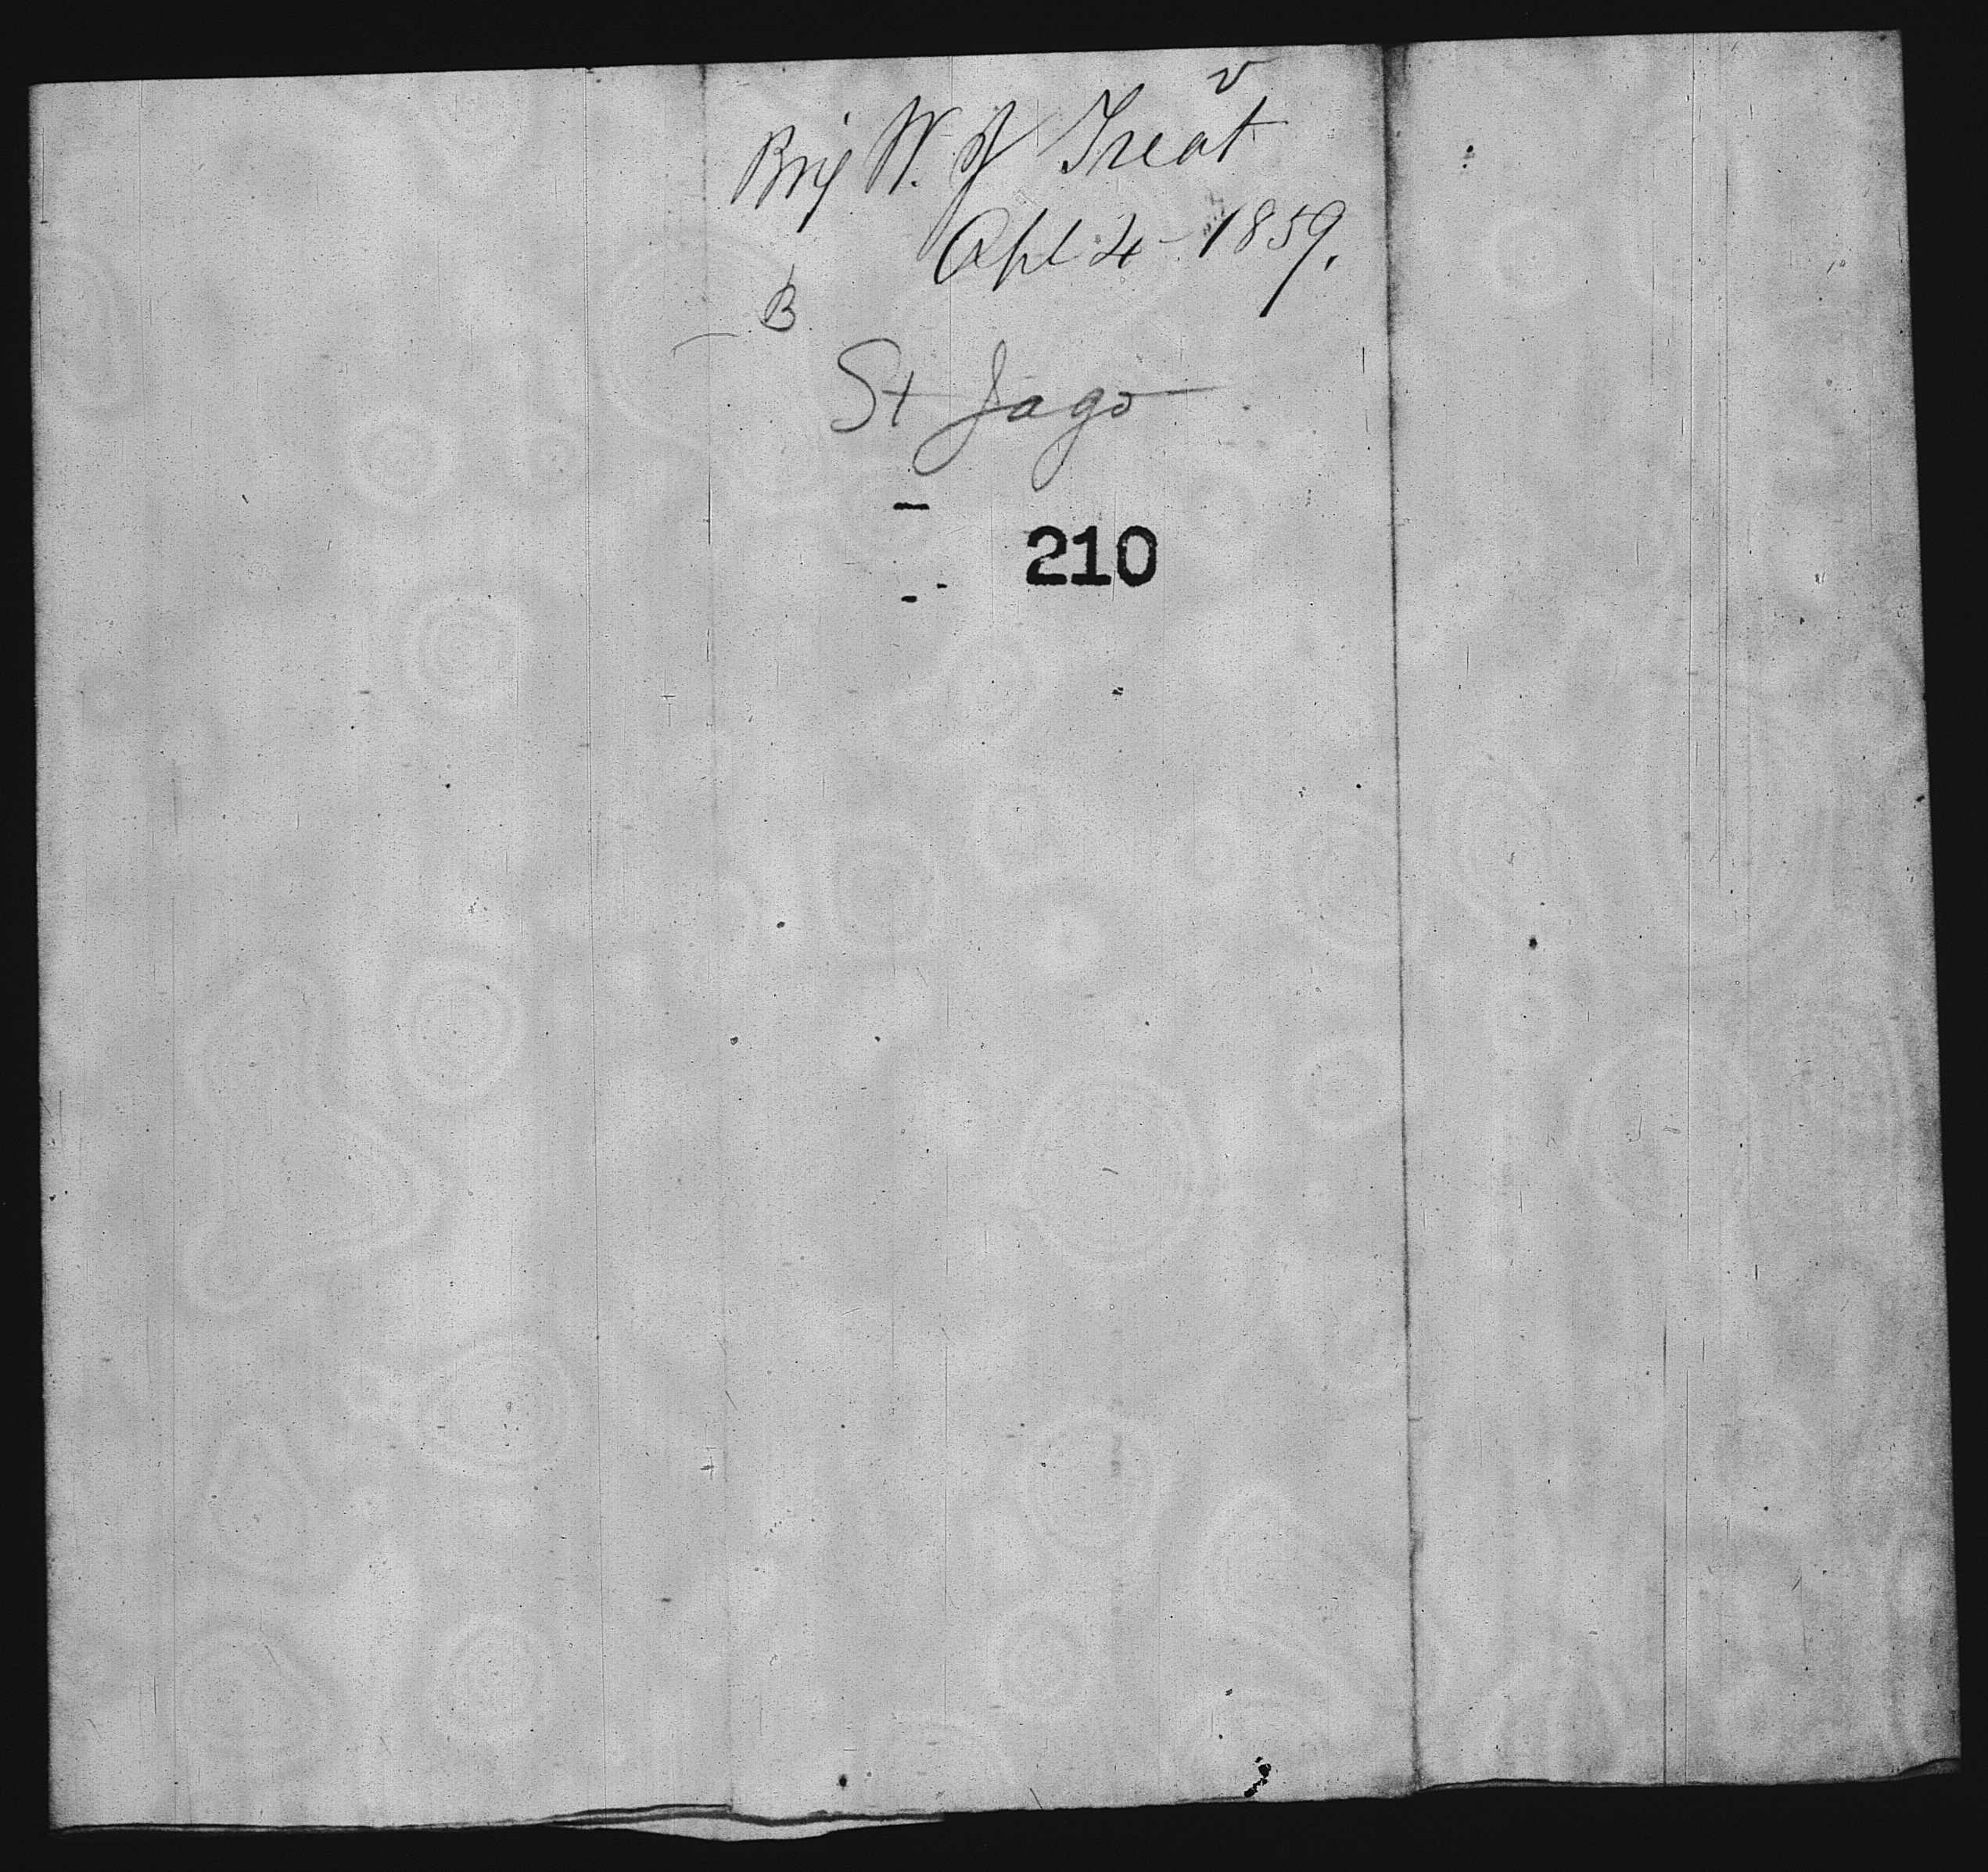 v
Brig W. J Treat
Apl 4 - 1859.
B
St Jago
210